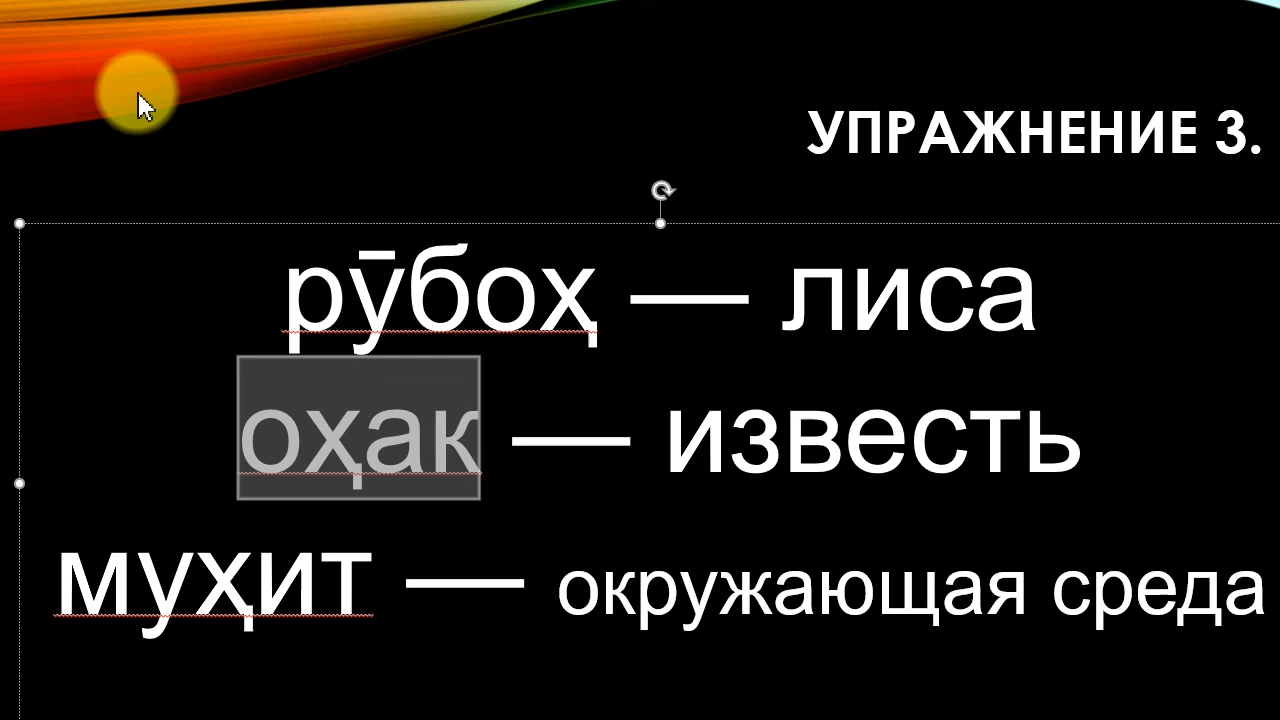 УПРАЖНЕНИЕ 3.
рӯбоҳ — лиса
оҳак — известь
муҳит — окружающая среда